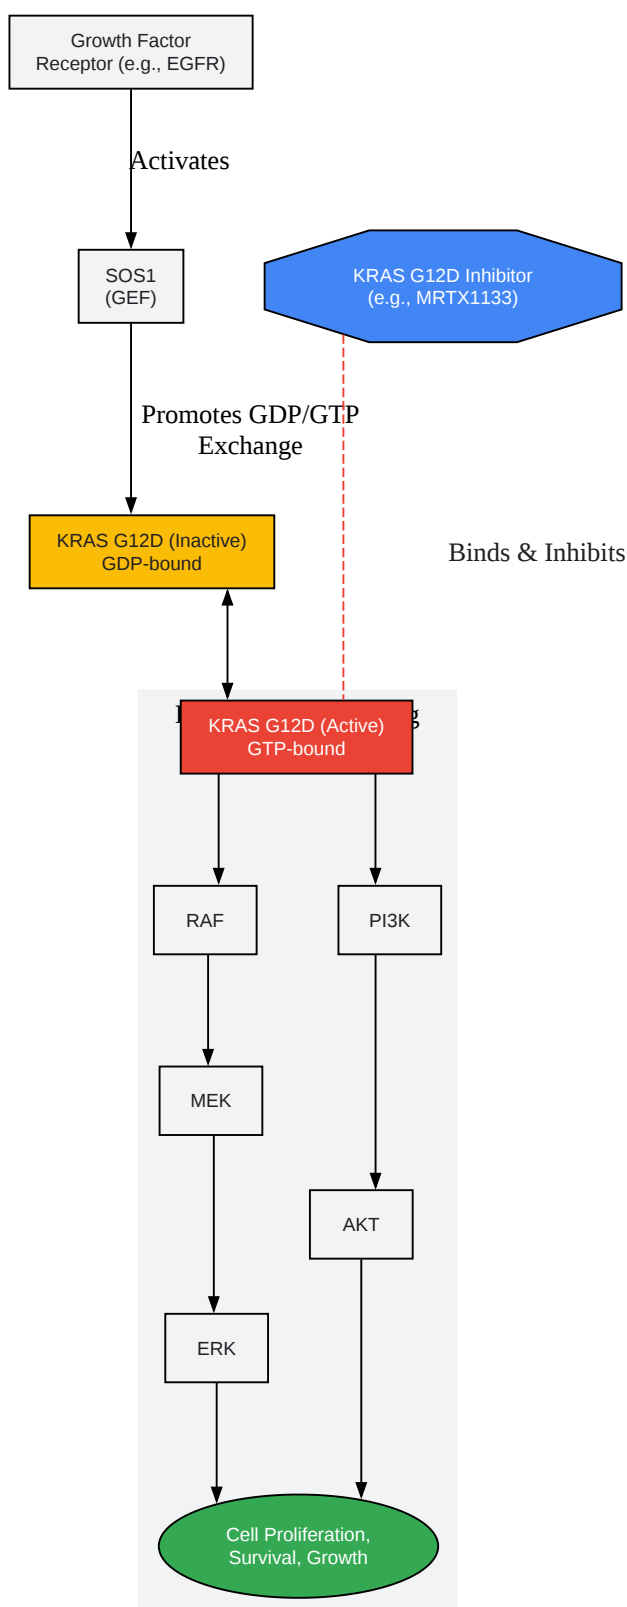 Growth Factor
Receptor (e.g., EGFR)
Activates
SOS1
(GEF)
KRAS G12D Inhibitor
(e.g., MRTX1133)
Promotes GDP/GTP
Exchange
KRAS G12D (Inactive)
GDP-bound
Binds & Inhibits
KRAS G12D (Active)
GTP-bound
RAF
PI3K
MEK
AKT
ERK
Cell Proliferation,
Survival, Growth